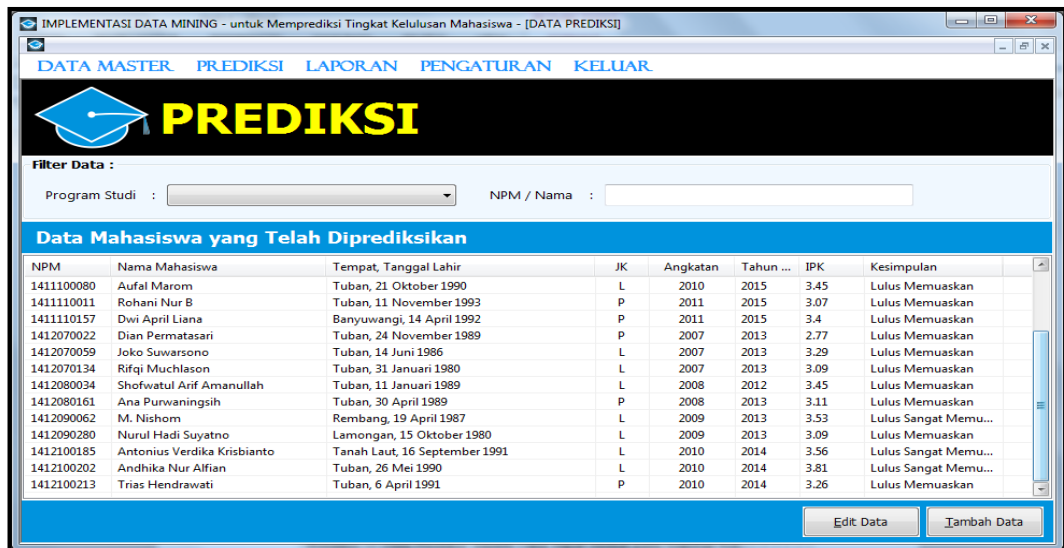 IMPLEMENTASI DATA MINING - untuk Memprediksi Tingkat Kelulusan Mahasiswa - [DATA PREDIKSI]
DATA MASTER PREDIKSI LAPORAN PENGATURAN KELUAR
PREDIKSI
Filter Data :
Program Studi : NPM / Nama :
Data Mahasiswa yang Telah Diprediksikan
NPM Nama Mahasiswa Tempat, Tanggal Lahir JK Angkatan Tahun ... IPK Kesimpulan
1411100080 Aufal Marom Tuban, 21 Oktober 1990 L 2010 2015 3.45 Lulus Memuaskan
1411110011 Rohani Nur B Tuban, 11 November 1993 P 2011 2015 3.07 Lulus Memuaskan
1411110157 Dwi April Liana Banyuwangi, 14 April 1992 P 2011 2015 3.4 Lulus Memuaskan
1412070022 Dian Permatasari Tuban, 24 November 1989 P 2007 2013 2.77 Lulus Memuaskan
1412070059 Joko Suwarsono Tuban, 14 Juni 1986 L 2007 2013 3.29 Lulus Memuaskan
1412070134 Rifqi Muchlason Tuban, 31 Januari 1980 L 2007 2013 3.09 Lulus Memuaskan
1412080034 Shofwatul Arif Amanullah Tuban, 11 Januari 1989 L 2008 2012 3.45 Lulus Memuaskan
1412080161 Ana Purwaningsih Tuban, 30 April 1989 P 2008 2013 3.11 Lulus Memuaskan
1412090062 M. Nishom Rembang, 19 April 1987 L 2009 2013 3.53 Lulus Sangat Memu...
1412090280 Nurul Hadi Suyatno Lamongan, 15 Oktober 1980 L 2009 2013 3.09 Lulus Memuaskan
1412100185 Antonius Verdika Krisbianto Tanah Laut, 16 September 1991 L 2010 2014 3.56 Lulus Sangat Memu...
1412100202 Andhika Nur Alfian Tuban, 26 Mei 1990 L 2010 2014 3.81 Lulus Sangat Memu...
1412100213 Trias Hendrawati Tuban, 6 April 1991 P 2010 2014 3.26 Lulus Memuaskan
Edit Data Tambah Data